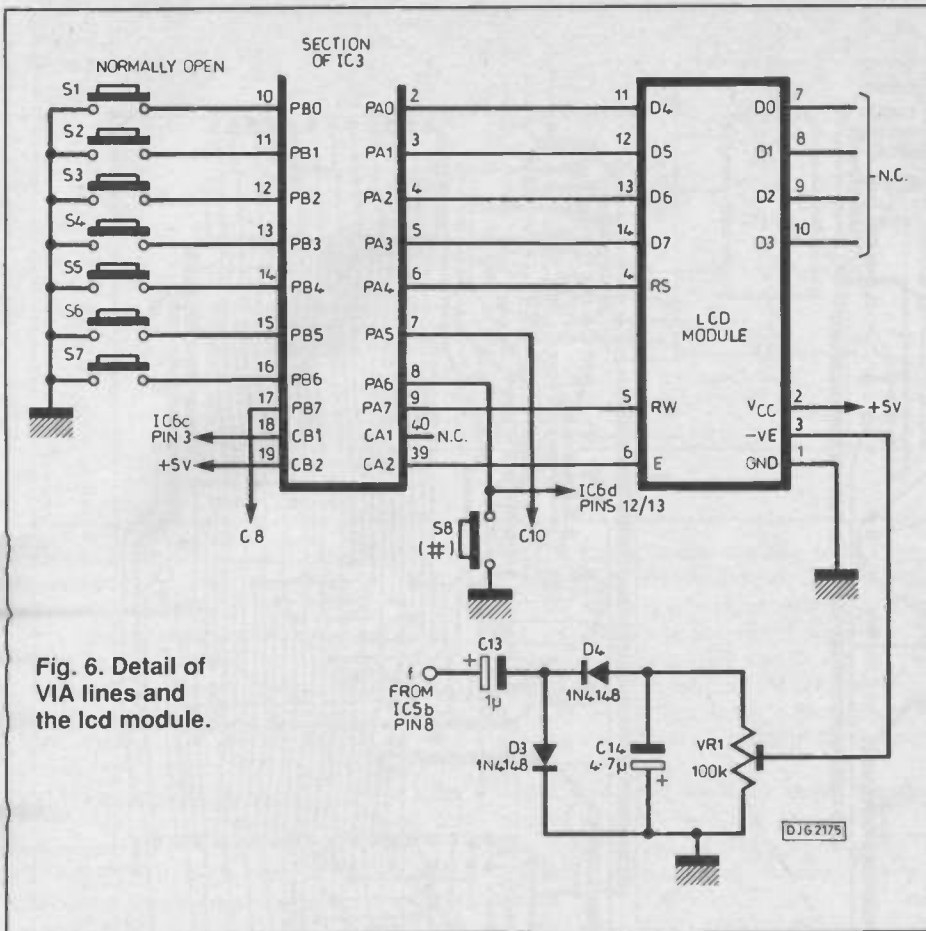 SECTION
OF IC3
NORMALLY OPEN
S1
S2
S3
S4
S5
S6
S7
10
11
12
13
14
15
16
17
18
19
PB0
PB1
PB2
PB3
PB4
PB5
PB6
PB7
CB1
CB2
IC6c
PIN 3
+5V
C8
PA0
PA1
PA2
PA3
PA4
PA5
PA6
PA7
CA1
CA2
2
3
4
5
6
7
8
9
40
39
N.C.
IC6d
PINS 12/13
S8
(#)
C10
11
12
13
14
4
5
6
D4
D5
D6
D7
RS
RW
E
LCD
MODULE
D0
D1
D2
D3
VCC
-VE
GND
7
8
9
10
2
3
1
N.C.
+5V
Fig. 6. Detail of
VIA lines and
the lcd module.
f
FROM
IC5b
PIN8
+
C13
1µ
D4
1N4148
D3
1N4148
C14
4·7µ
+
VR1
100k
DJG2175